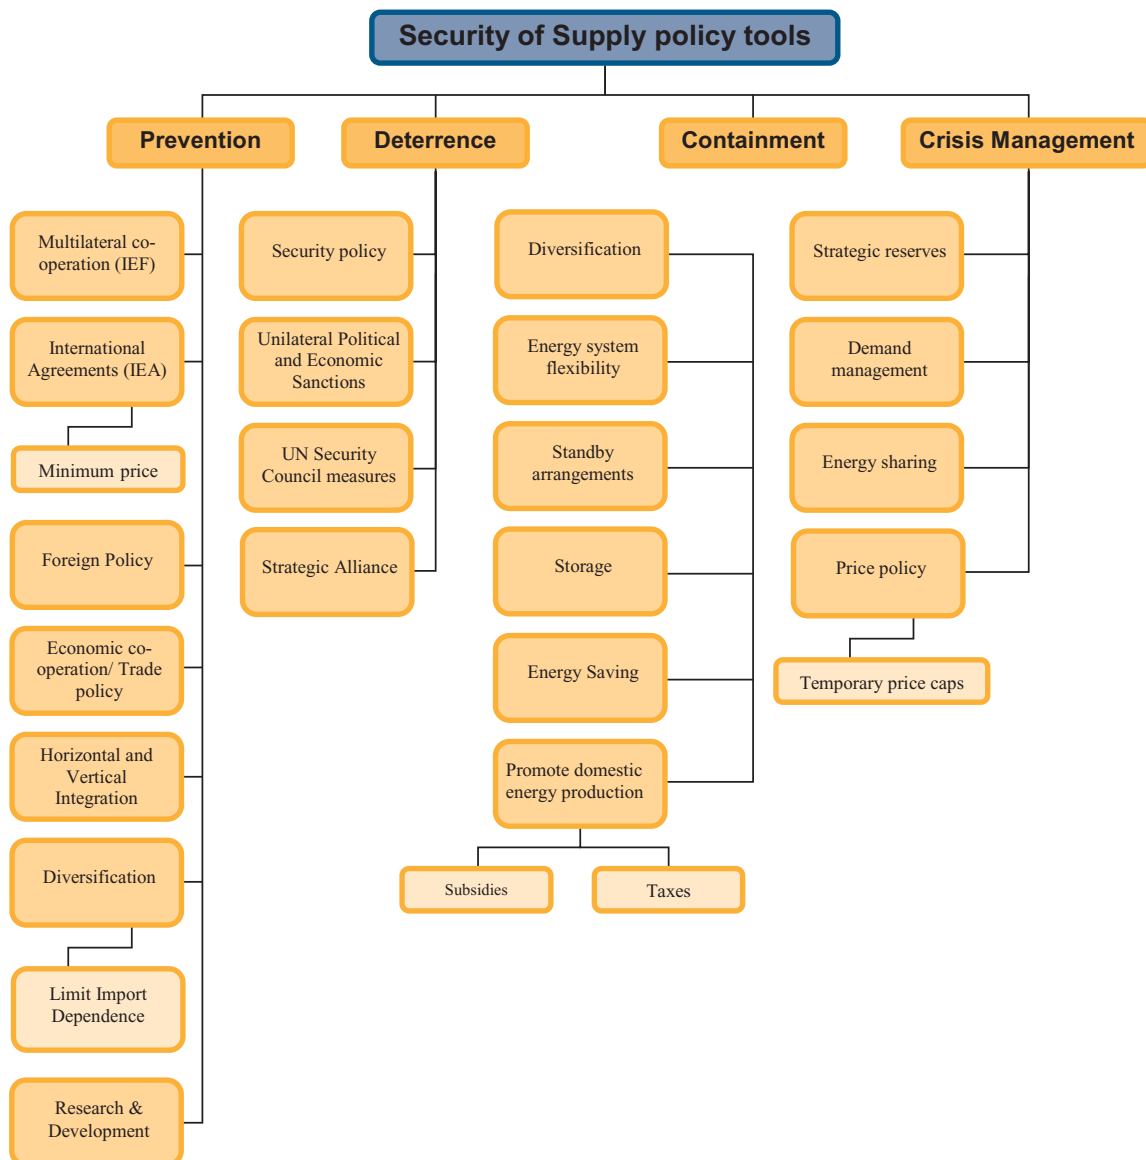 Security of Supply policy tools
Prevention
Deterrence
Containment
Crisis Management
Multilateral co-
operation (IEF)
International
Agreements (IEA)
Minimum price
Foreign Policy
Economic co-
operation/ Trade
policy
Horizontal and
Vertical
Integration
Diversification
Limit Import
Dependence
Research &
Development
Security policy
Unilateral Political
and Economic
Sanctions
UN Security
Council measures
Strategic Alliance
Diversification
Energy system
flexibility
Standby
arrangements
Storage
Energy Saving
Promote domestic
energy production
Subsidies
Taxes
Strategic reserves
Demand
management
Energy sharing
Price policy
Temporary price caps